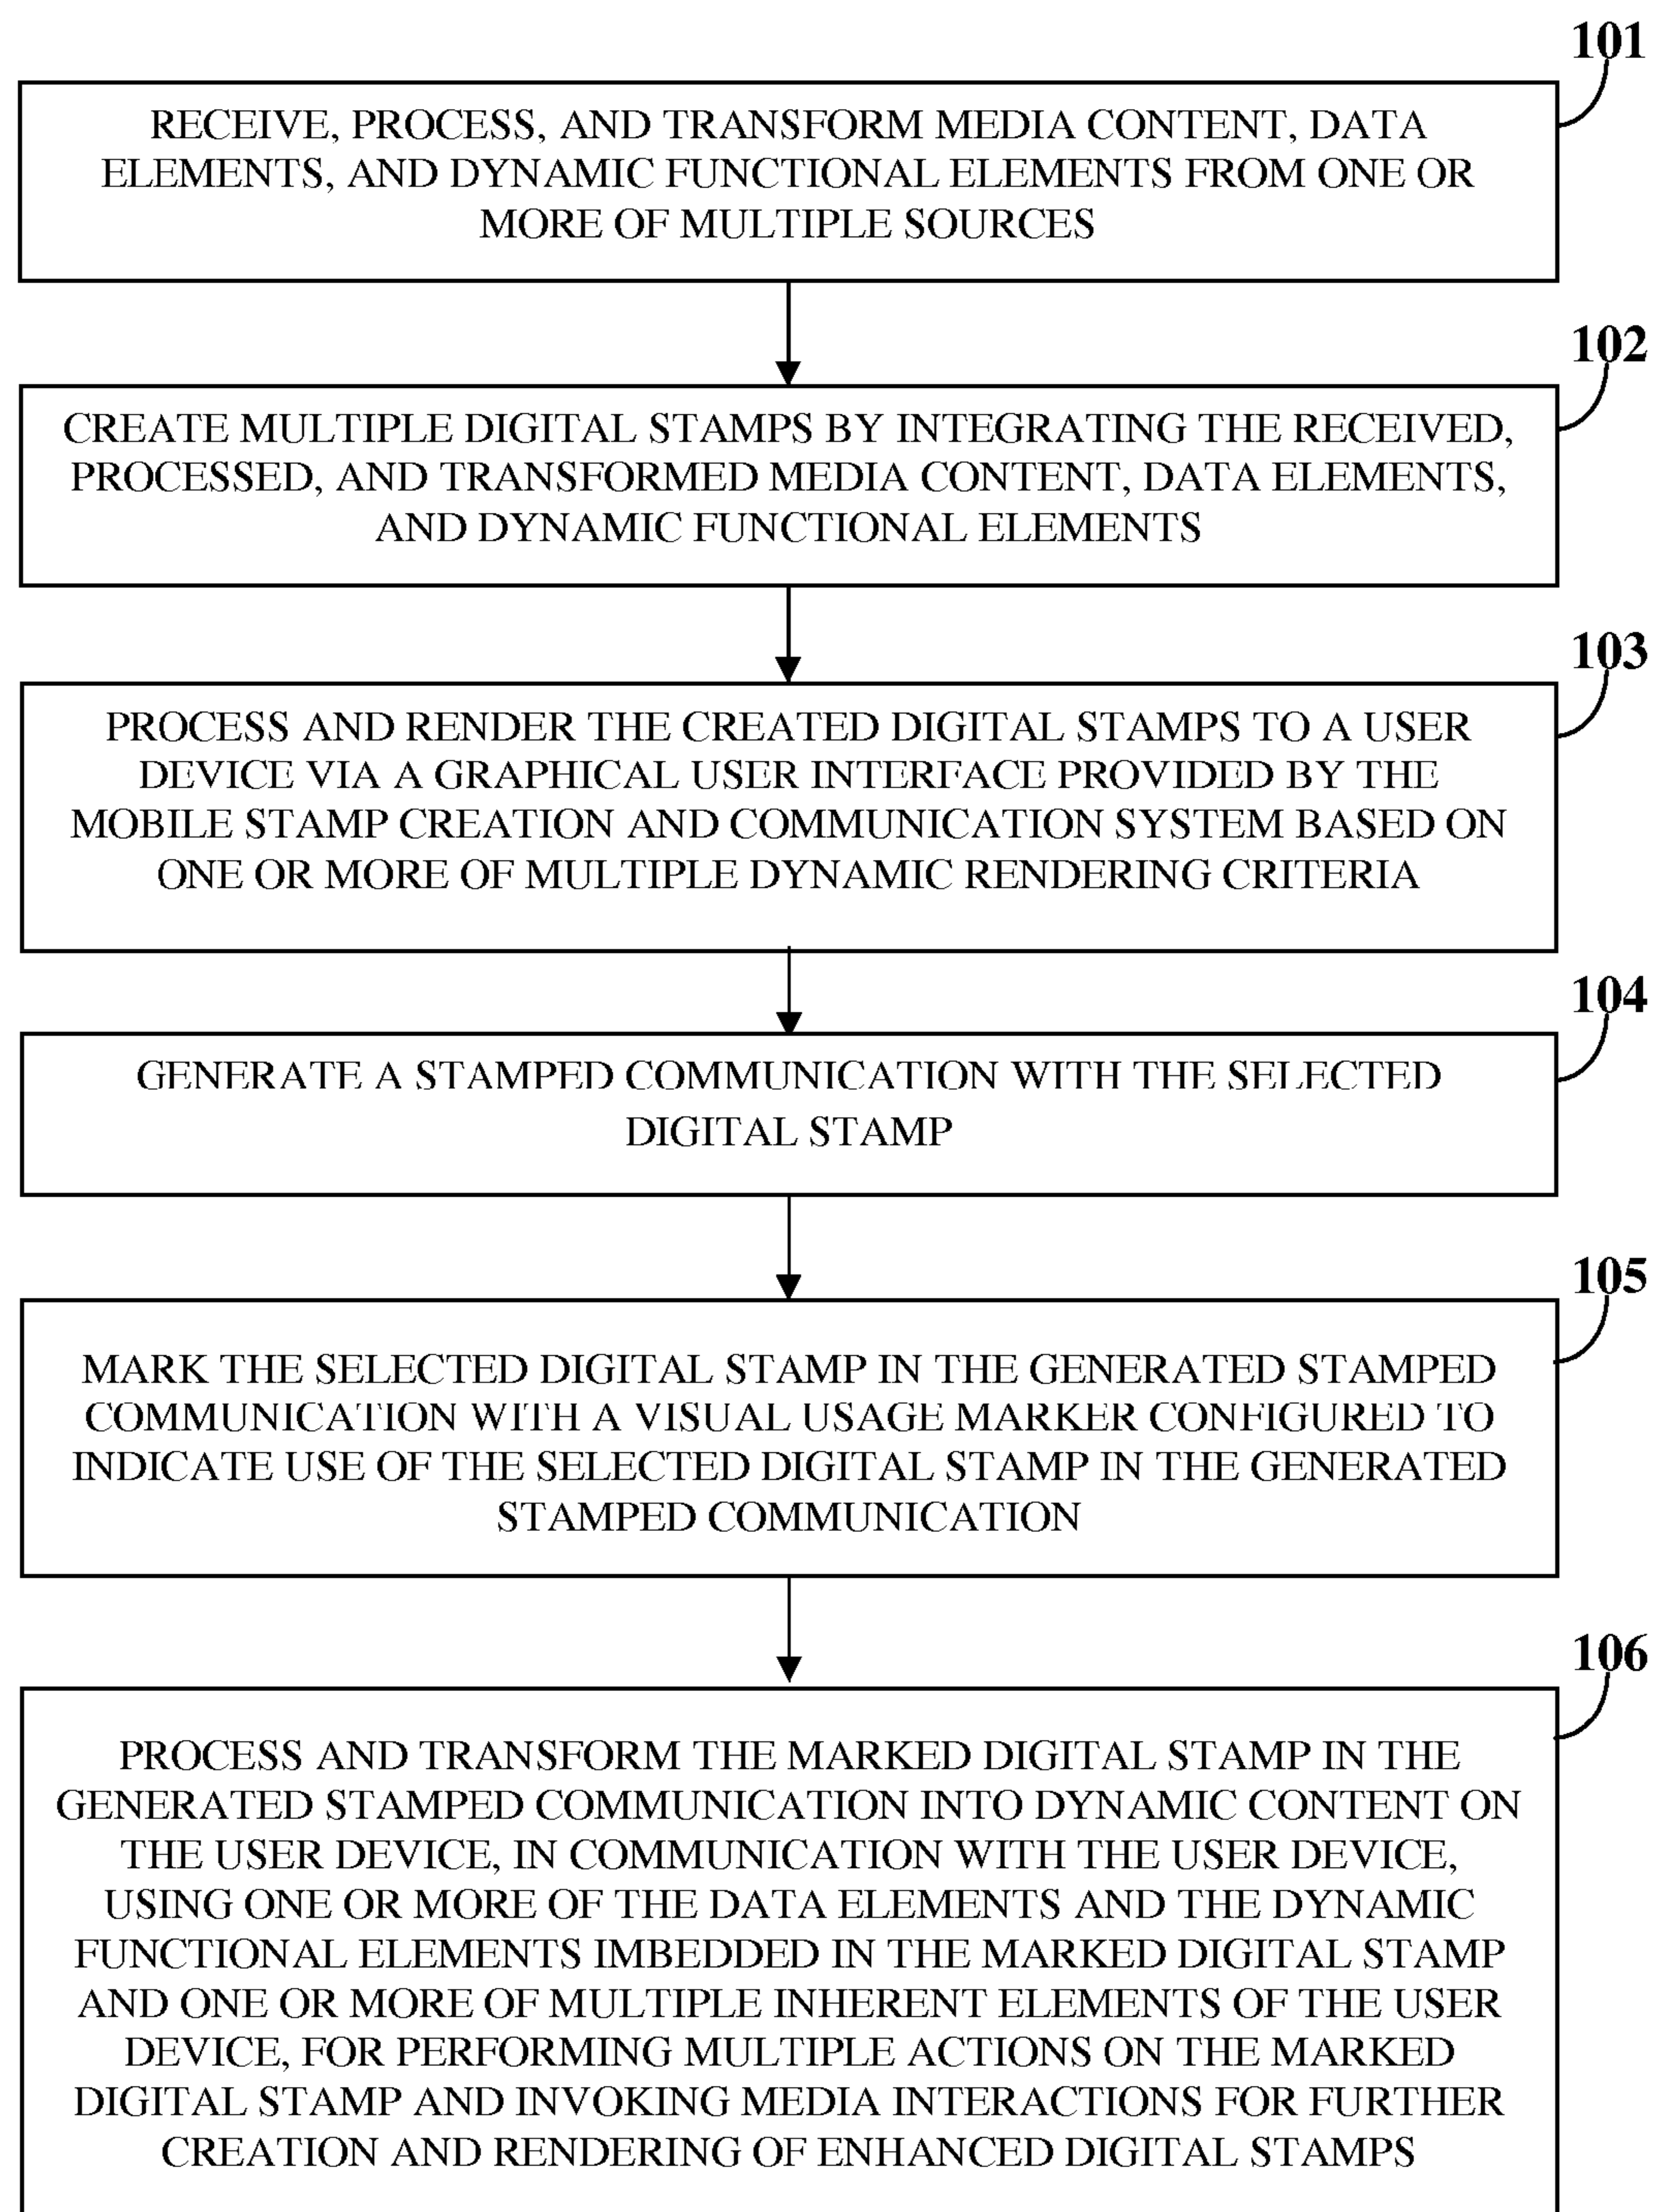 101
RECEIVE, PROCESS, AND TRANSFORM MEDIA CONTENT, DATA
ELEMENTS, AND DYNAMIC FUNCTIONAL ELEMENTS FROM ONE OR
MORE OF MULTIPLE SOURCES
102
CREATE MULTIPLE DIGITAL STAMPS BY INTEGRATING THE RECEIVED,
PROCESSED, AND TRANSFORMED MEDIA CONTENT, DATA ELEMENTS,
AND DYNAMIC FUNCTIONAL ELEMENTS
103
PROCESS AND RENDER THE CREATED DIGITAL STAMPS TO A USER
DEVICE VIA A GRAPHICAL USER INTERFACE PROVIDED BY THE
MOBILE STAMP CREATION AND COMMUNICATION SYSTEM BASED ON
ONE OR MORE OF MULTIPLE DYNAMIC RENDERING CRITERIA
104
GENERATE A STAMPED COMMUNICATION WITH THE SELECTED
DIGITAL STAMP
105
MARK THE SELECTED DIGITAL STAMP IN THE GENERATED STAMPED
COMMUNICATION WITH A VISUAL USAGE MARKER CONFIGURED TO
INDICATE USE OF THE SELECTED DIGITAL STAMP IN THE GENERATED
STAMPED COMMUNICATION
106
PROCESS AND TRANSFORM THE MARKED DIGITAL STAMP IN THE
GENERATED STAMPED COMMUNICATION INTO DYNAMIC CONTENT ON
THE USER DEVICE, IN COMMUNICATION WITH THE USER DEVICE,
USING ONE OR MORE OF THE DATA ELEMENTS AND THE DYNAMIC
FUNCTIONAL ELEMENTS IMBEDDED IN THE MARKED DIGITAL STAMP
AND ONE OR MORE OF MULTIPLE INHERENT ELEMENTS OF THE USER
DEVICE, FOR PERFORMING MULTIPLE ACTIONS ON THE MARKED
DIGITAL STAMP AND INVOKING MEDIA INTERACTIONS FOR FURTHER
CREATION AND RENDERING OF ENHANCED DIGITAL STAMPS